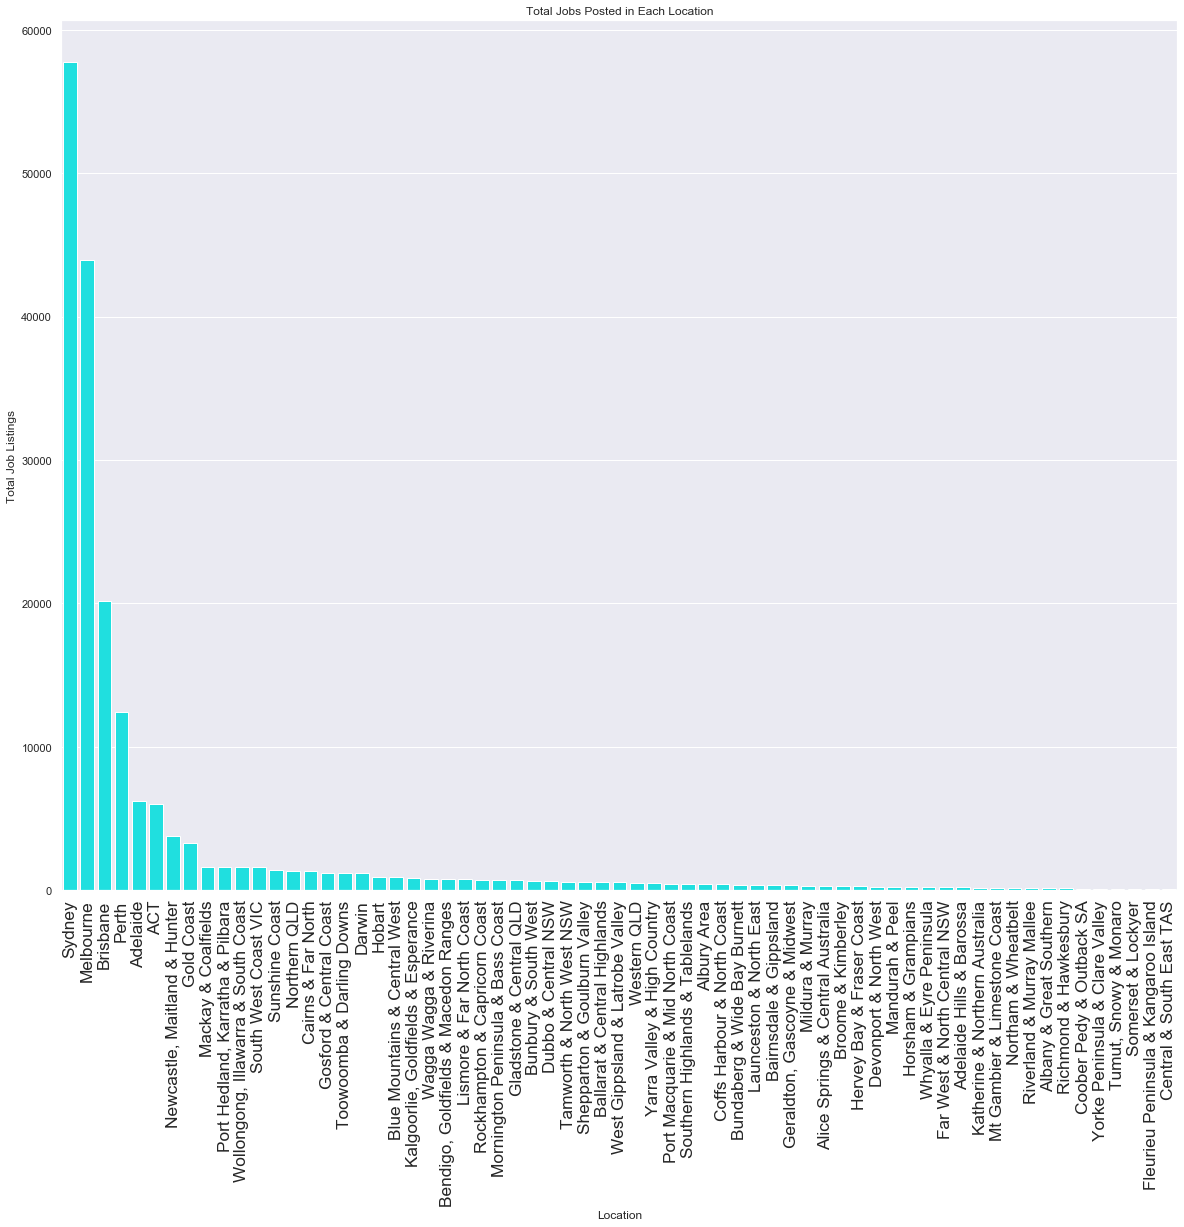 Total Jobs Posted in Each Location
60000
50000
40000
30000
20000
10000
0
Total Job Listings
Sydney
Melbourne
Brisbane
Perth
Adelaide
ACT
Newcastle, Maitland & Hunter
Gold Coast
Mackay & Coalfields
Port Hedland, Karratha & Pilbara
Wollongong, Illawarra & South Coast
South West Coast VIC
Sunshine Coast
Northern QLD
Cairns & Far North
Gosford & Central Coast
Toowoomba & Darling Downs
Darwin
Hobart
Blue Mountains & Central West
Kalgoorlie, Goldfields & Esperance
Wagga Wagga & Riverina
Bendigo, Goldfields & Macedon Ranges
Lismore & Far North Coast
Rockhampton & Capricorn Coast
Mornington Peninsula & Bass Coast
Gladstone & Central QLD
Bunbury & South West
Dubbo & Central NSW
Tamworth & North West NSW
Shepparton & Goulburn Valley
Ballarat & Central Highlands
West Gippsland & Latrobe Valley
Western QLD
Yarra Valley & High Country
Port Macquarie & Mid North Coast
Southern Highlands & Tablelands
Albury Area
Coffs Harbour & North Coast
Bundaberg & Wide Bay Burnett
Launceston & North East
Bairnsdale & Gippsland
Geraldton, Gascoyne & Midwest
Mildura & Murray
Alice Springs & Central Australia
Broome & Kimberley
Hervey Bay & Fraser Coast
Devonport & North West
Mandurah & Peel
Horsham & Grampians
Whyalla & Eyre Peninsula
Far West & North Central NSW
Adelaide Hills & Barossa
Katherine & Northern Australia
Mt Gambier & Limestone Coast
Northam & Wheatbelt
Riverland & Murray Mallee
Albany & Great Southern
Richmond & Hawkesbury
Coober Pedy & Outback SA
Yorke Peninsula & Clare Valley
Tumut, Snowy & Monaro
Somerset & Lockyer
Fleurieu Peninsula & Kangaroo Island
Central & South East TAS
Location